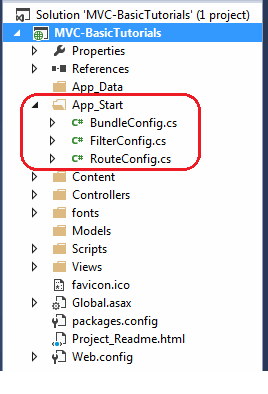 Solution 'MVC-BasicTutorials' (1 project)
MVC-BasicTutorials
Properties
References
App_Data
App_Start
C# BundleConfig.cs
C# FilterConfig.cs
C# RouteConfig.cs
Content
Controllers
fonts
Models
Scripts
Views
favicon.ico
Global.asax
packages.config
Project_Readme.html
Web.config